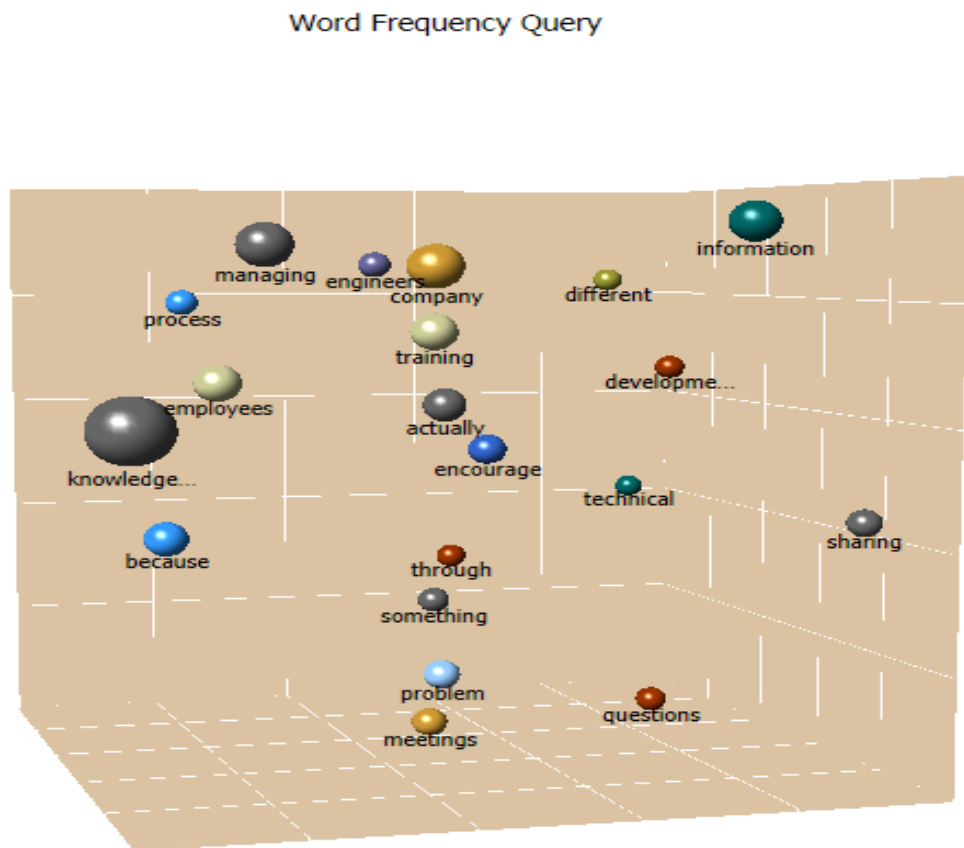 Word Frequency Query
information
managing
engineers
company
different
process
training
developme...
employees
actually
encourage
knowledge...
technical
sharing
because
through
something
problem
questions
meetings